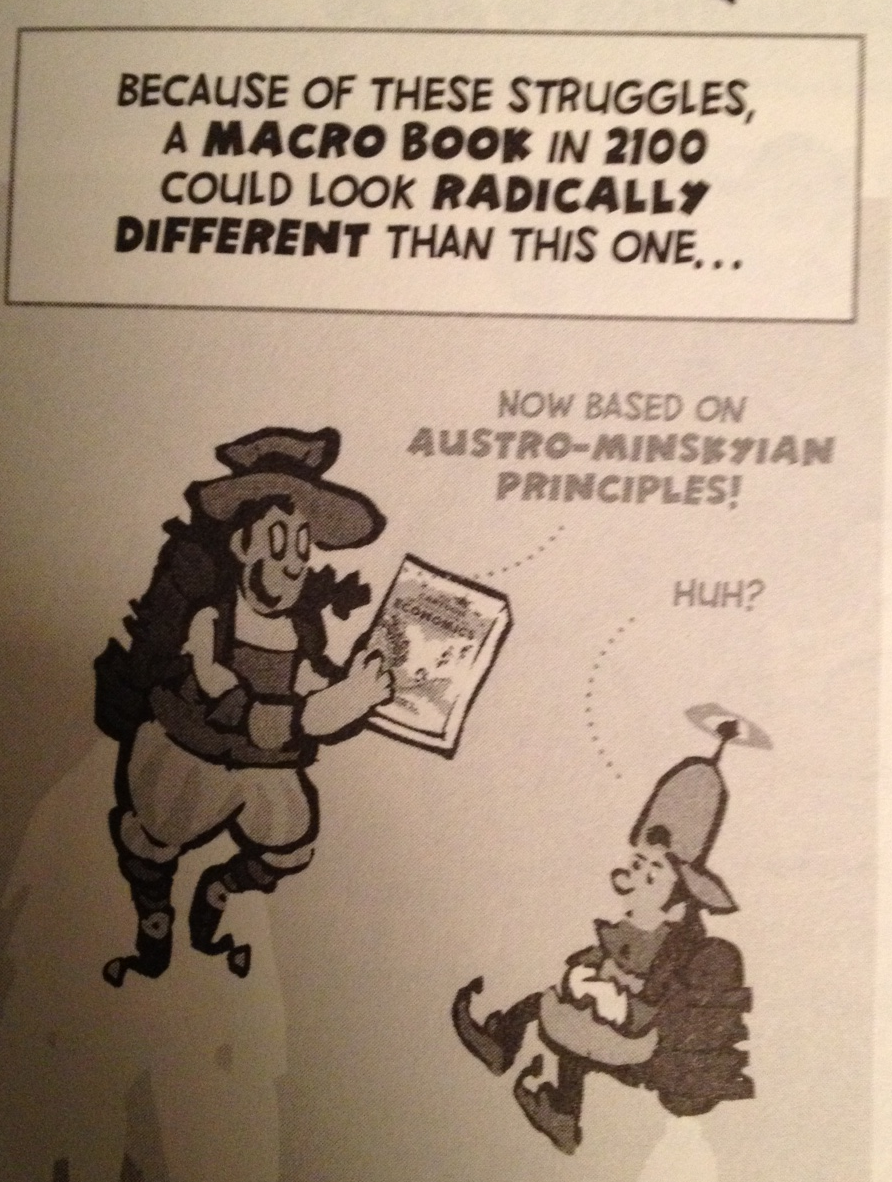 BECAUSE OF THESE STRUGGLES,
A MACRO BOOK IN 2100
COULD LOOK RADICALLY
DIFFERENT THAN THIS ONE...
NOW BASED ON
AUSTRO-MINSKYIAN
PRINCIPLES!
CARTOON
ECONOMICS
HUH?